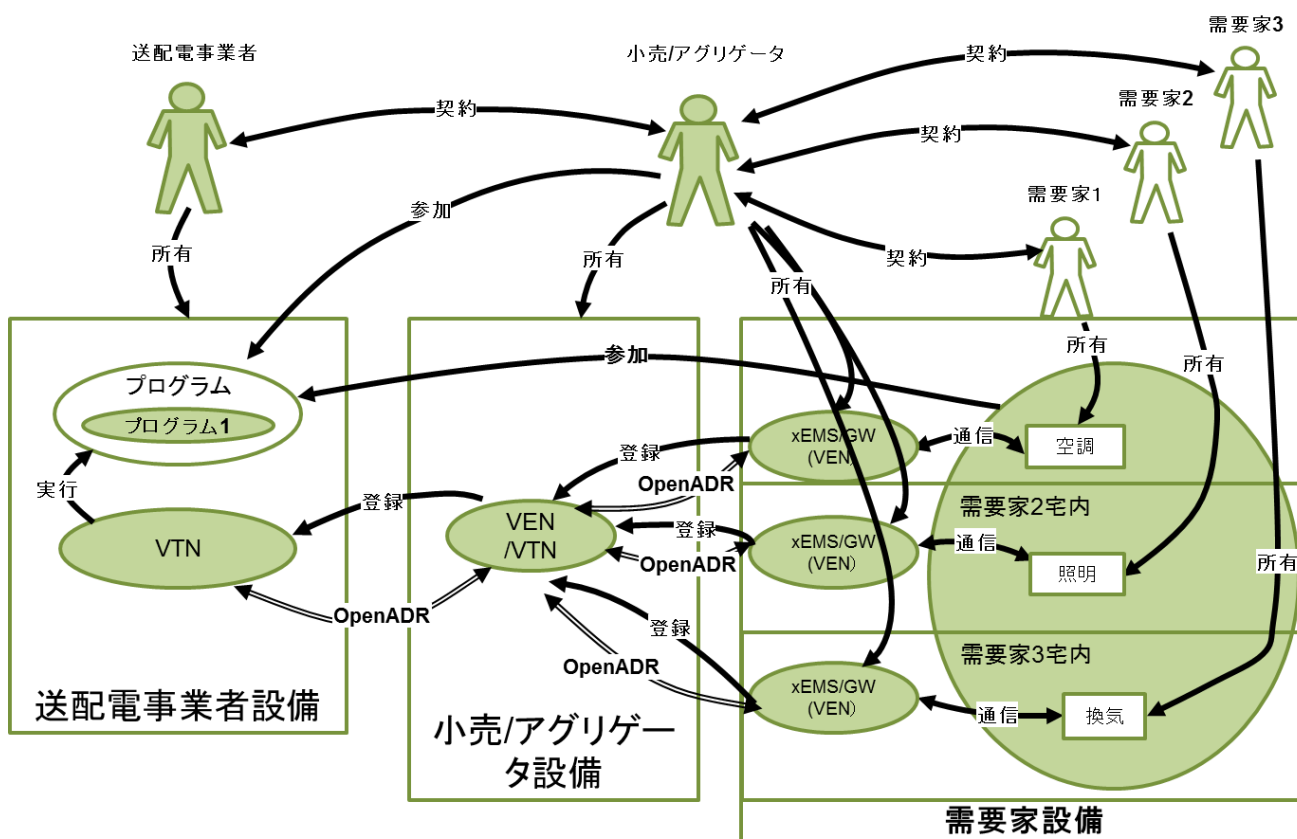 送配電事業者
小売/アグリゲータ
需要家3
需要家2
需要家1
契約
契約
契約
契約
参加
所有
所有
所有
所有
所有
所有
参加
プログラム
プログラム1
実行
VTN
登録
OpenADR
送配電事業者設備
VEN
/VTN
登録
OpenADR
登録
OpenADR
登録
OpenADR
小売/アグリゲー
タ設備
xEMS/GW
(VEN)
通信
空調
需要家2宅内
xEMS/GW
(VEN)
通信
照明
需要家3宅内
xEMS/GW
(VEN)
通信
換気
需要家設備